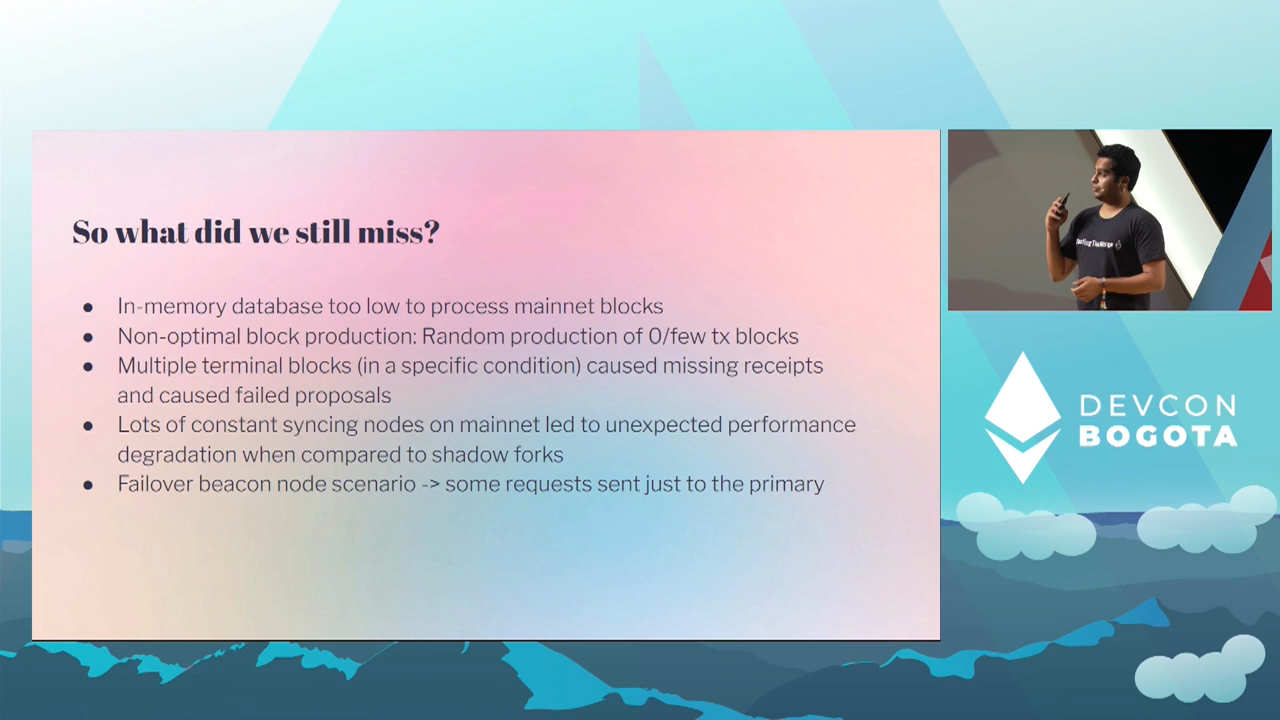 So what did we still miss?
● In-memory database too low to process mainnet blocks
● Non-optimal block production: Random production of 0/few tx blocks
● Multiple terminal blocks (in a specific condition) caused missing receipts
and caused failed proposals
● Lots of constant syncing nodes on mainnet led to unexpected performance
degradation when compared to shadow forks
● Failover beacon node scenario -> some requests sent just to the primary
DEVCON
BOGOTA